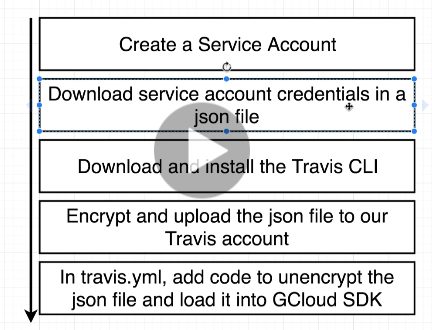 Create a Service Account
Download service account credentials in a
json file
Download and install the Travis CLI
Encrypt and upload the json file to our
Travis account
In travis.yml, add code to unencrypt the
json file and load it into GCloud SDK